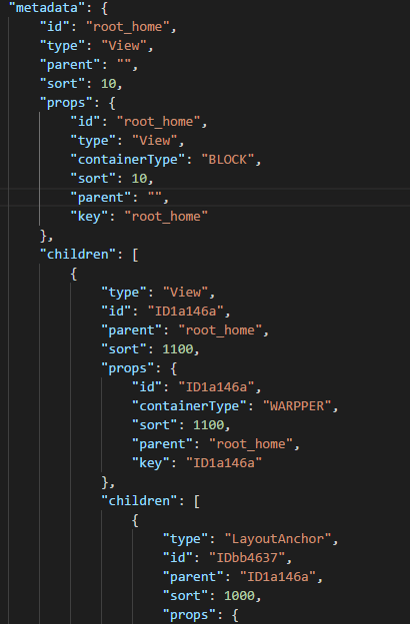 "metadata": {
"id": "root_home",
"type": "View",
"parent": "",
"sort": 10,
"props": {
"id": "root_home",
"type": "View",
"containerType": "BLOCK",
"sort": 10,
"parent": "",
"key": "root_home"
},
"children": [
{
"type": "View",
"id": "ID1a146a",
"parent": "root_home",
"sort": 1100,
"props": {
"id": "ID1a146a",
"containerType": "WARPPER",
"sort": 1100,
"parent": "root_home",
"key": "ID1a146a"
},
"children": [
{
"type": "LayoutAnchor",
"id": "IDbb4637",
"parent": "ID1a146a",
"sort": 1000,
"props": {